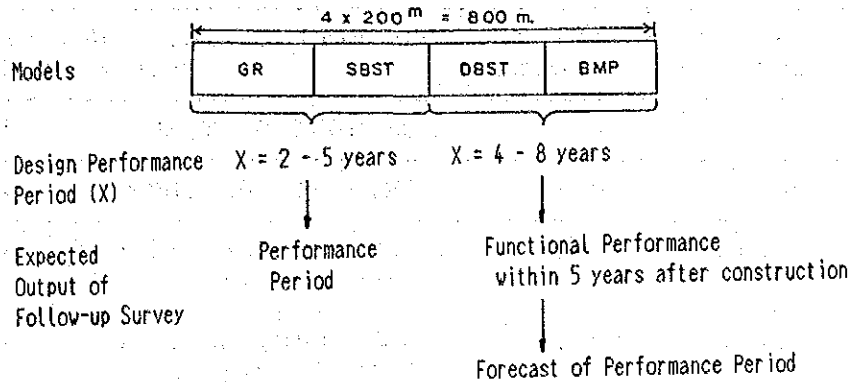 4 x 200m = 800 m.
Models GR SBST DBST BMP
Design Performance Period (X) X = 2 - 5 years X = 4 - 8 years
Expected Output of Follow-up Survey
Performance Period
Functional Performance within 5 years after construction
Forecast of Performance Period